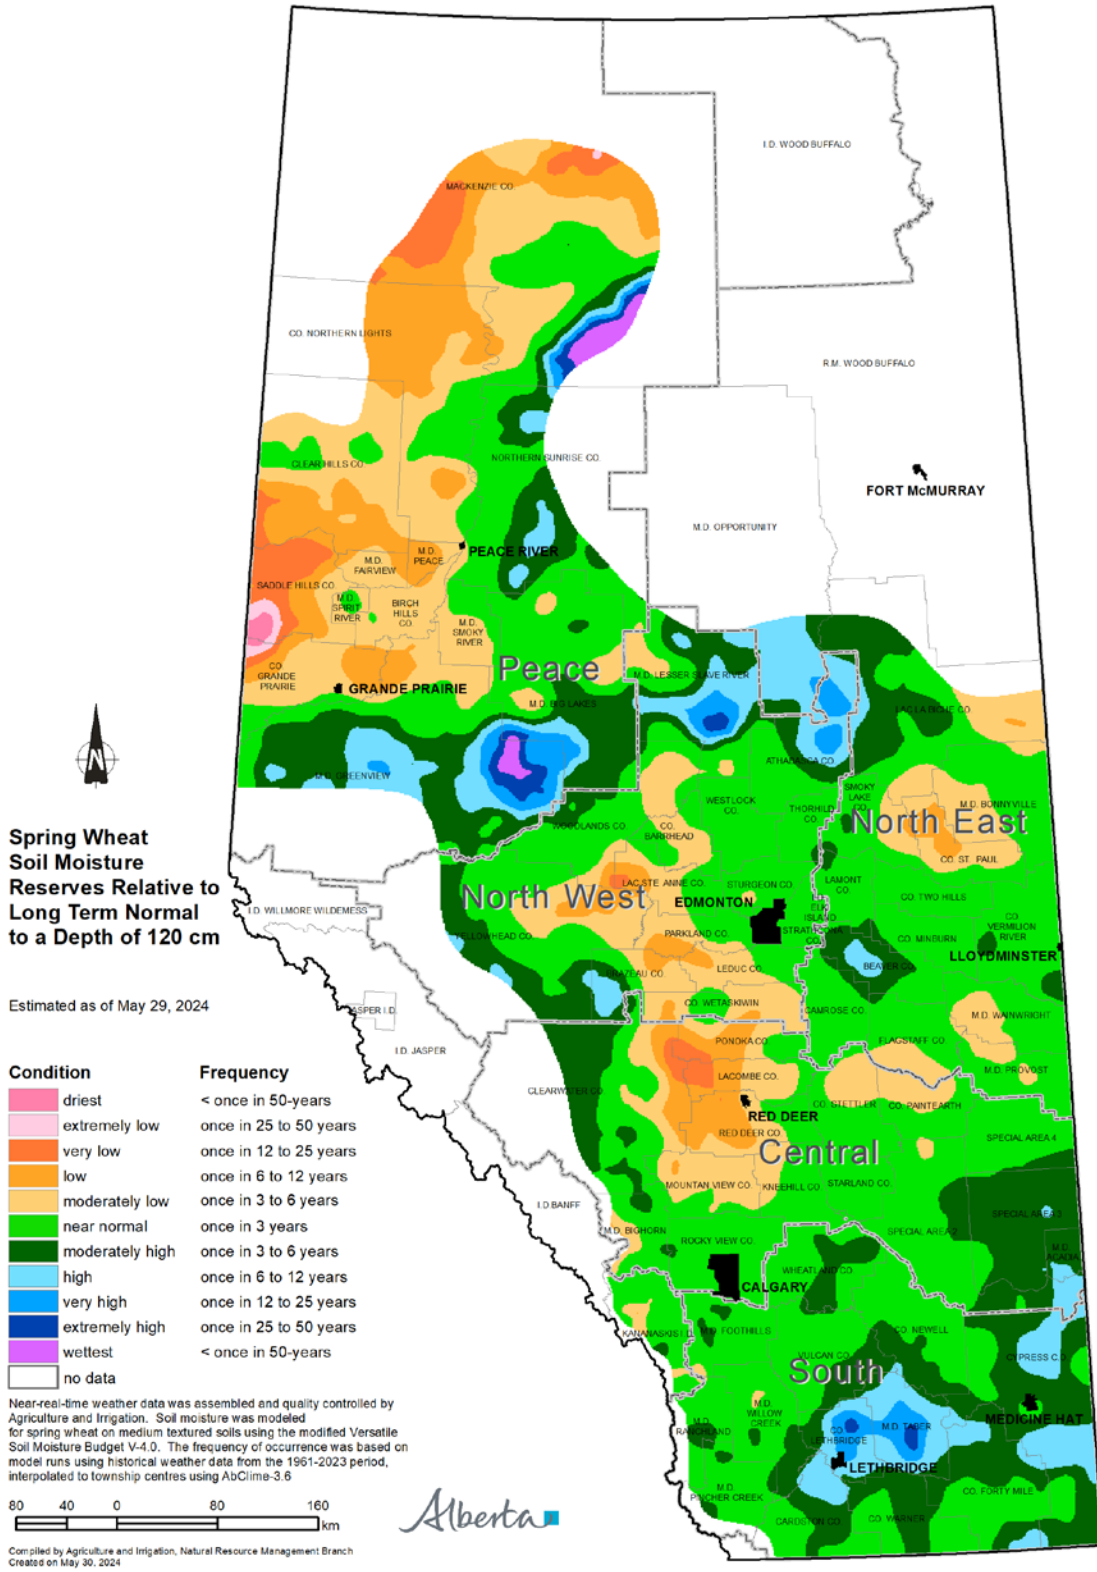 I.D. WOOD BUFFALO
MACKENZIE CO.
CO. NORTHERN LIGHTS
R.M. WOOD BUFFALO
CLEAR HILLS CO.
NORTHERN SUNRISE CO.
FORT McMURRAY
M.D. OPPORTUNITY
PEACE RIVER
M.D.
PEACE
M.D.
FAIRVIEW
SADDLE HILLS CO.
M.D.
SPIRIT
RIVER
BIRCH
HILLS
CO.
M.D.
SMOKY
RIVER
Peace
CO.
GRANDE
PRAIRIE
GRANDE PRAIRIE
M.D. LESSER SLAVE RIVER
M.D. BIG LAKES
LAC LA BICHE CO.
N
M.D. GREENVIEW
ATHABASCA CO.
WESTLOCK
CO.
THORHILD
CO.
SMOKY
LAKE
CO.
M.D. BONNYVILLE
North East
WOODLANDS CO.
CO.
BARRHEAD
CO. ST. PAUL
Spring Wheat
Soil Moisture
Reserves Relative to
Long Term Normal
to a Depth of 120 cm
North West
LAC STE ANNE CO.
STURGEON CO.
LAMONT
CO.
CO. TWO HILLS
EDMONTON
I.D. WILLMORE WILDERNESS
ELK
ISLAND
STRATHCONA
CO.
CO.
VERMILION
RIVER
YELLOWHEAD CO.
PARKLAND CO.
CO. MINBURN
LLOYDMINSTER
BRAZEAU CO.
LEDUC CO.
BEAVER CO.
Estimated as of May 29, 2024
JASPER I.D.
CO. WETASKIWIN
CAMROSE CO.
M.D. WAINWRIGHT
I.D. JASPER
PONOKA CO.
FLAGSTAFF CO.
M.D. PROVOST
Condition Frequency
driest < once in 50-years
extremely low once in 25 to 50 years
very low once in 12 to 25 years
low once in 6 to 12 years
moderately low once in 3 to 6 years
near normal once in 3 years
moderately high once in 3 to 6 years
high once in 6 to 12 years
very high once in 12 to 25 years
extremely high once in 25 to 50 years
wettest < once in 50-years
no data
CLEARWATER CO.
LACOMBE CO.
CO. STETTLER
CO. PAINTEARTH
RED DEER
RED DEER CO.
SPECIAL AREA 4
Central
MOUNTAN VIEW CO.
KNEEHILL CO.
STARLAND CO.
I.D BANFF
M.D. BIGHORN
ROCKY VIEW CO.
SPECIAL AREA 2
SPECIAL AREA 3
M.D.
ACADIA
WHEATLAND CO.
CALGARY
KANANASKIS I.D.
M.D. FOOTHILLS
CO. NEWELL
VULCAN CO.
CYPRESS C.O.
South
M.D.
WILLOW
CREEK
M.D.
RANCHLAND
CO.
LETHBRIDGE
M.D. TABER
MEDICINE HAT
LETHBRIDGE
M.D.
PINCHER CREEK
CO. FORTY MILE
CARDSTON CO.
CO. WARNER
Near-real-time weather data was assembled and quality controlled by
Agriculture and Irrigation. Soil moisture was modeled
for spring wheat on medium textured soils using the modified Versatile
Soil Moisture Budget V-4.0. The frequency of occurrence was based on
model runs using historical weather data from the 1961-2023 period,
interpolated to township centres using AbClime-3.6
80 40 0 80 160
km
Alberta
Compiled by Agriculture and Irrigation, Natural Resource Management Branch
Created on May 30, 2024